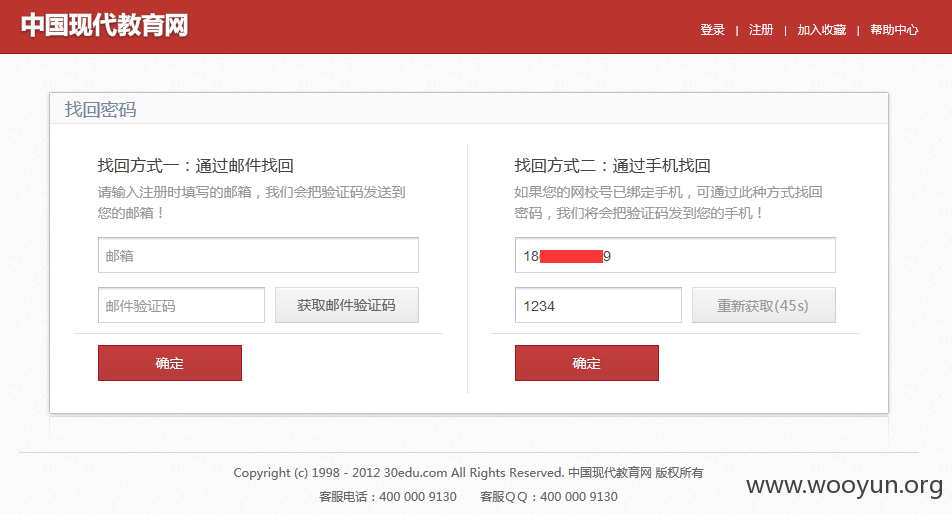 中国现代教育网
登录 | 注册 | 加入收藏 | 帮助中心
找回密码
找回方式一：通过邮件找回
请输入注册时填写的邮箱，我们会把验证码发送到
您的邮箱！
邮箱
邮件验证码
获取邮件验证码
确定
找回方式二：通过手机找回
如果您的网校号已绑定手机，可通过此种方式找回
密码，我们将会把验证码发到您的手机！
18 9
1234
重新获取(45s)
确定
Copyright (c) 1998 - 2012 30edu.com All Rights Reserved. 中国现代教育网 版权所有
客服电话：400 000 9130 客服QQ：400 000 9130
www.wooyun.org